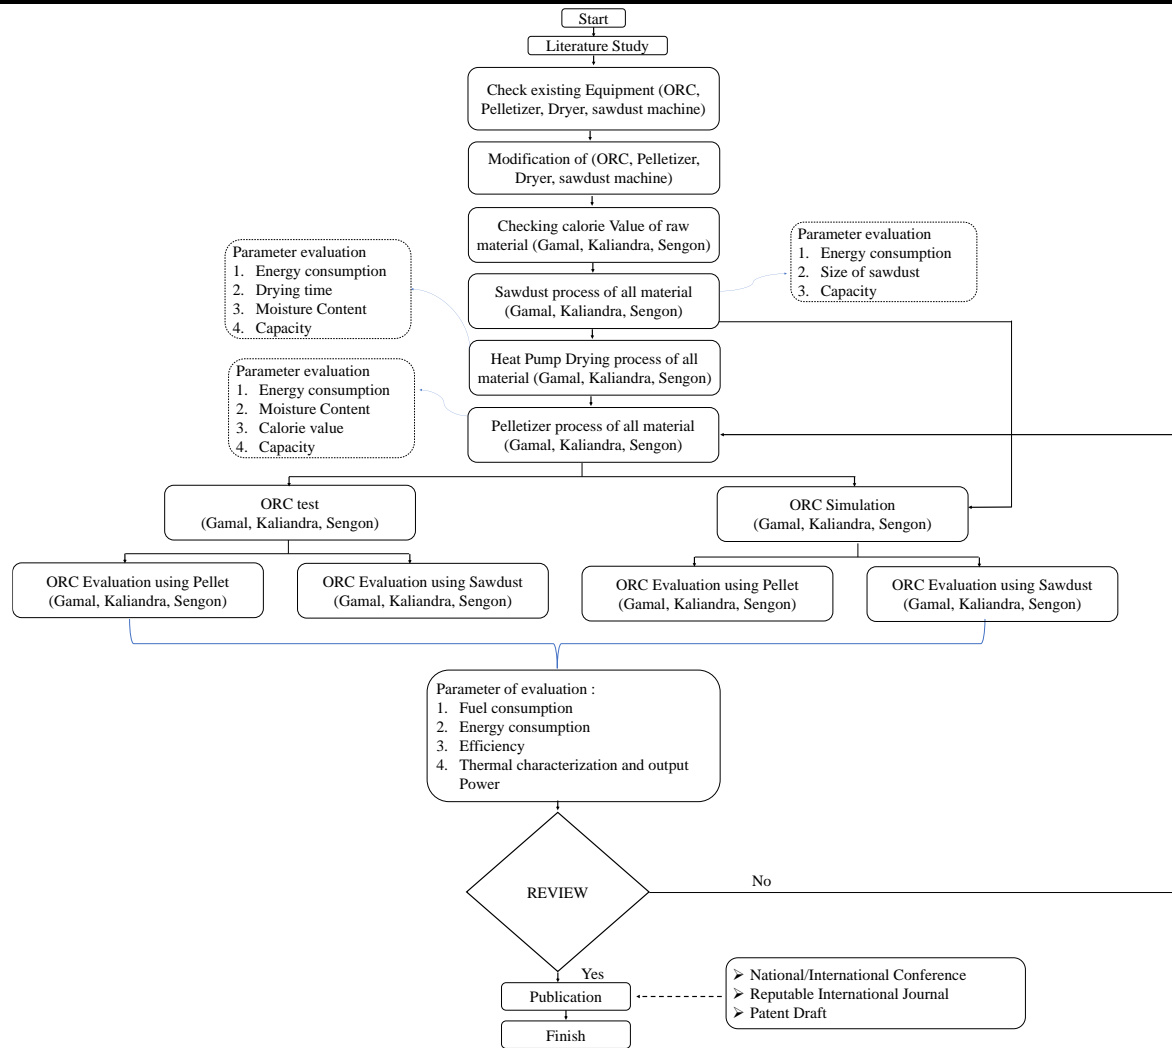 Start
Literature Study
Check existing Equipment (ORC,
Pelletizer, Dryer, sawdust machine)
Modification of (ORC, Pelletizer,
Dryer, sawdust machine)
Checking calorie Value of raw
material (Gamal, Kaliandra, Sengon)
Parameter evaluation
1. Energy consumption
2. Size of sawdust
3. Capacity
Parameter evaluation
1. Energy consumption
2. Drying time
3. Moisture Content
4. Capacity
Sawdust process of all material
(Gamal, Kaliandra, Sengon)
Heat Pump Drying process of all
material (Gamal, Kaliandra, Sengon)
Parameter evaluation
1. Energy consumption
2. Moisture Content
3. Calorie value
4. Capacity
Pelletizer process of all material
(Gamal, Kaliandra, Sengon)
ORC test
(Gamal, Kaliandra, Sengon)
ORC Simulation
(Gamal, Kaliandra, Sengon)
ORC Evaluation using Pellet
(Gamal, Kaliandra, Sengon)
ORC Evaluation using Sawdust
(Gamal, Kaliandra, Sengon)
ORC Evaluation using Pellet
(Gamal, Kaliandra, Sengon)
ORC Evaluation using Sawdust
(Gamal, Kaliandra, Sengon)
Parameter of evaluation :
1. Fuel consumption
2. Energy consumption
3. Efficiency
4. Thermal characterization and output
Power
REVIEW
No
Yes
Publication
➢ National/International Conference
➢ Reputable International Journal
➢ Patent Draft
Finish